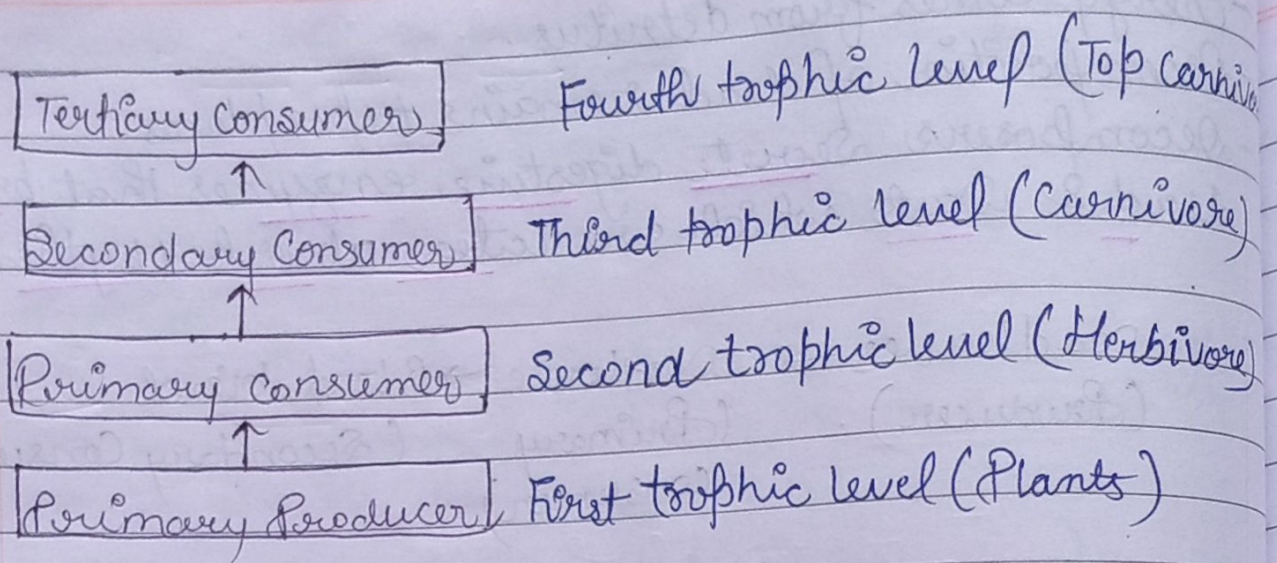 Tertiary Consumer Fourth trophic level (Top Carnivo
Secondary Consumer Third trophic level (Carnivore)
Primary Consumer Second trophic level (Herbivore)
Primary Producer First trophic level (Plants)